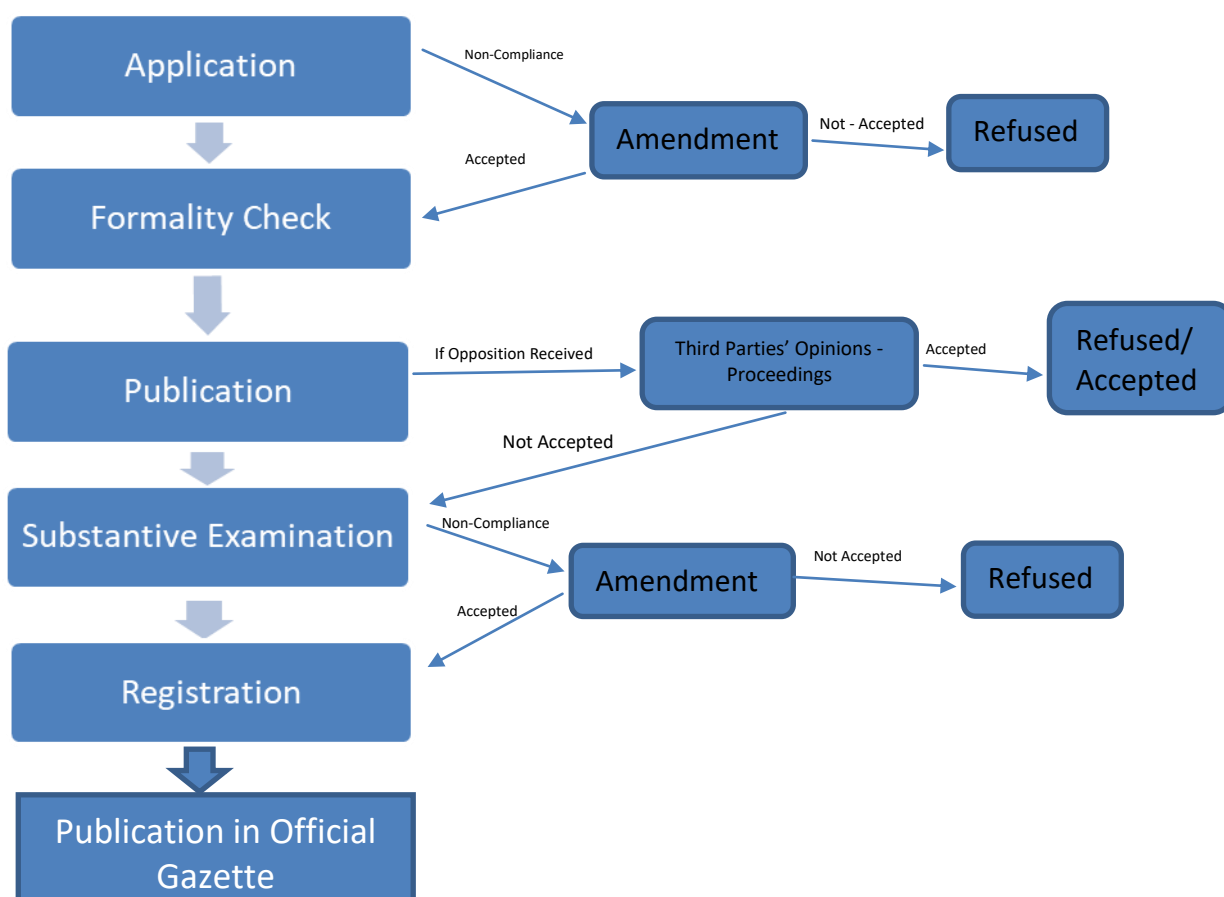 Application
Non-Compliance
Amendment
Not - Accepted
Refused
Accepted
Formality Check
Publication
If Opposition Received
Third Parties’ Opinions -
Proceedings
Accepted
Refused/
Accepted
Not Accepted
Substantive Examination
Non-Compliance
Amendment
Not Accepted
Refused
Accepted
Registration
Publication in Official
Gazette